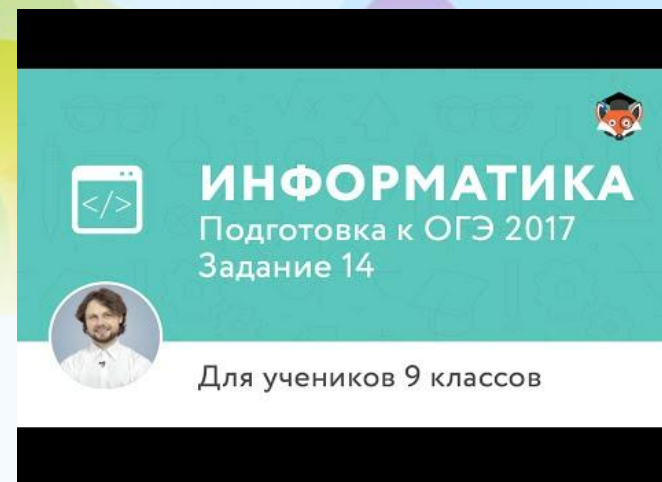 </>
ИНФОРМАТИКА
Подготовка к ОГЭ 2017
Задание 14
Для учеников 9 классов